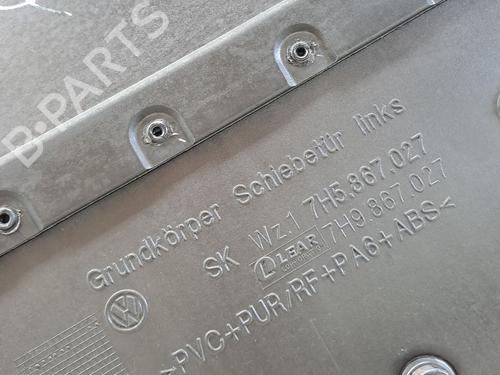 B-PARTS
Grundkörper Schiebetür links
SK Wz.1 7H5.867.027
LEAR 7H9.867.027
>PVC+PUR/RF+PA6+ABS<